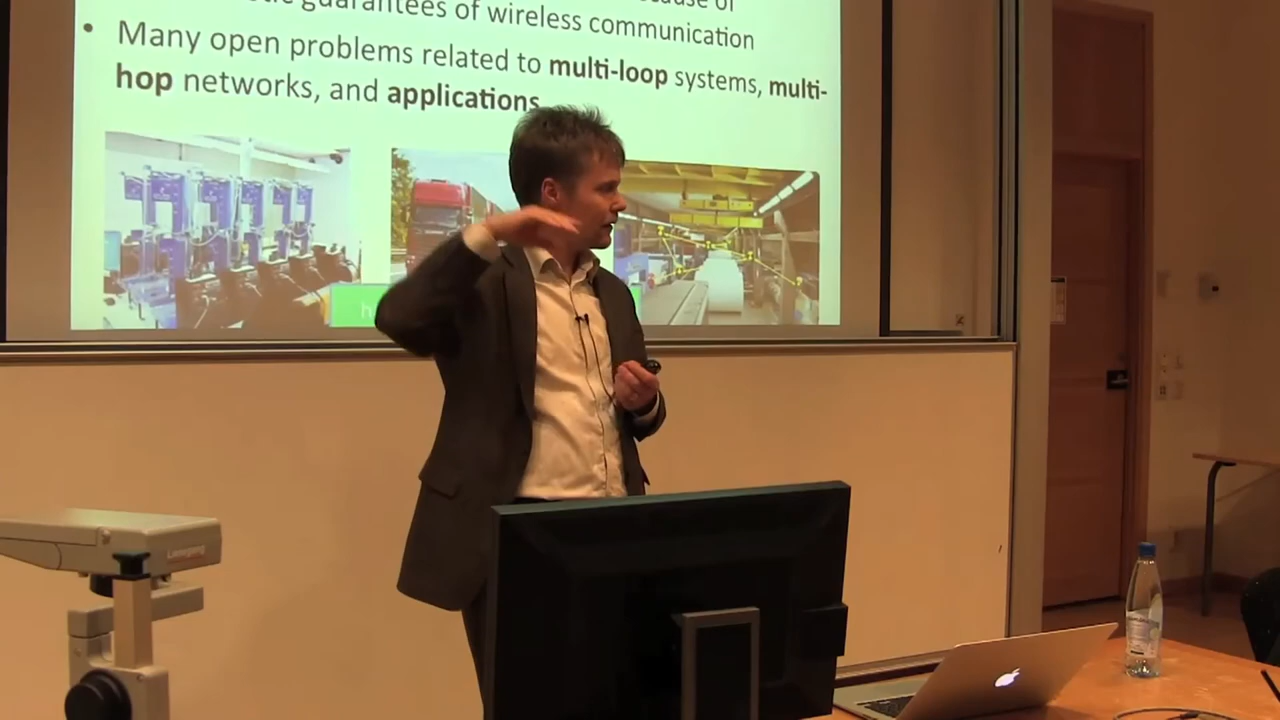 guarantees of wireless communication
• Many open problems related to multi-loop systems, multi-
hop networks, and applications